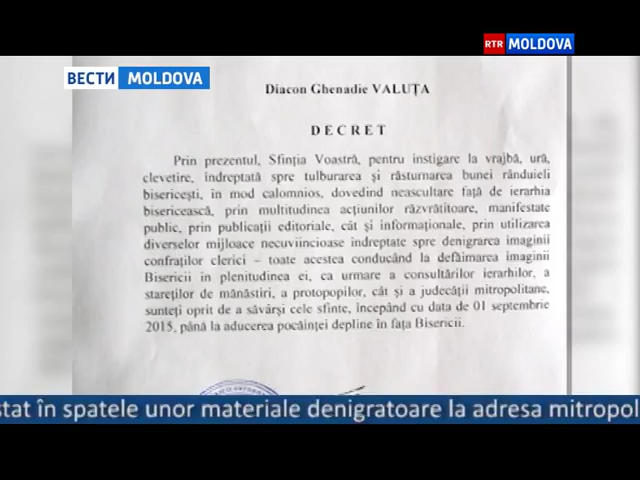 RTR MOLDOVA
ВЕСТИ MOLDOVA
Diacon Ghenadie VALUȚA
DECRET
Prin prezentul, Sfinția Voastră, pentru instigare la vrajbă, ură,
clevetire, îndreptată spre tulburarea și răsturnarea bunei rânduieli
bisericești, în mod calomnios, dovedind neascultare față de ierarhia
bisericească, prin multitudinea acțiunilor răzvrătitoare, manifestate
public, prin publicații editoriale, cât și informaționale, prin utilizarea
diverselor mijloace necuviincioase îndreptate spre denigrarea imaginii
confraților clerici – toate acestea conducând la defăimarea imaginii
Bisericii în plenitudinea ei, ca urmare a consultărilor ierarhilor, a
stareților de mănăstiri, a protopopilor, cât și a judecății mitropolitane,
sunteți oprit de a săvârși cele sfinte, începând cu data de 01 septembrie
2015, până la aducerea pocăinței depline în fața Bisericii.
stat în spatele unor materiale denigratoare la adresa mitropol